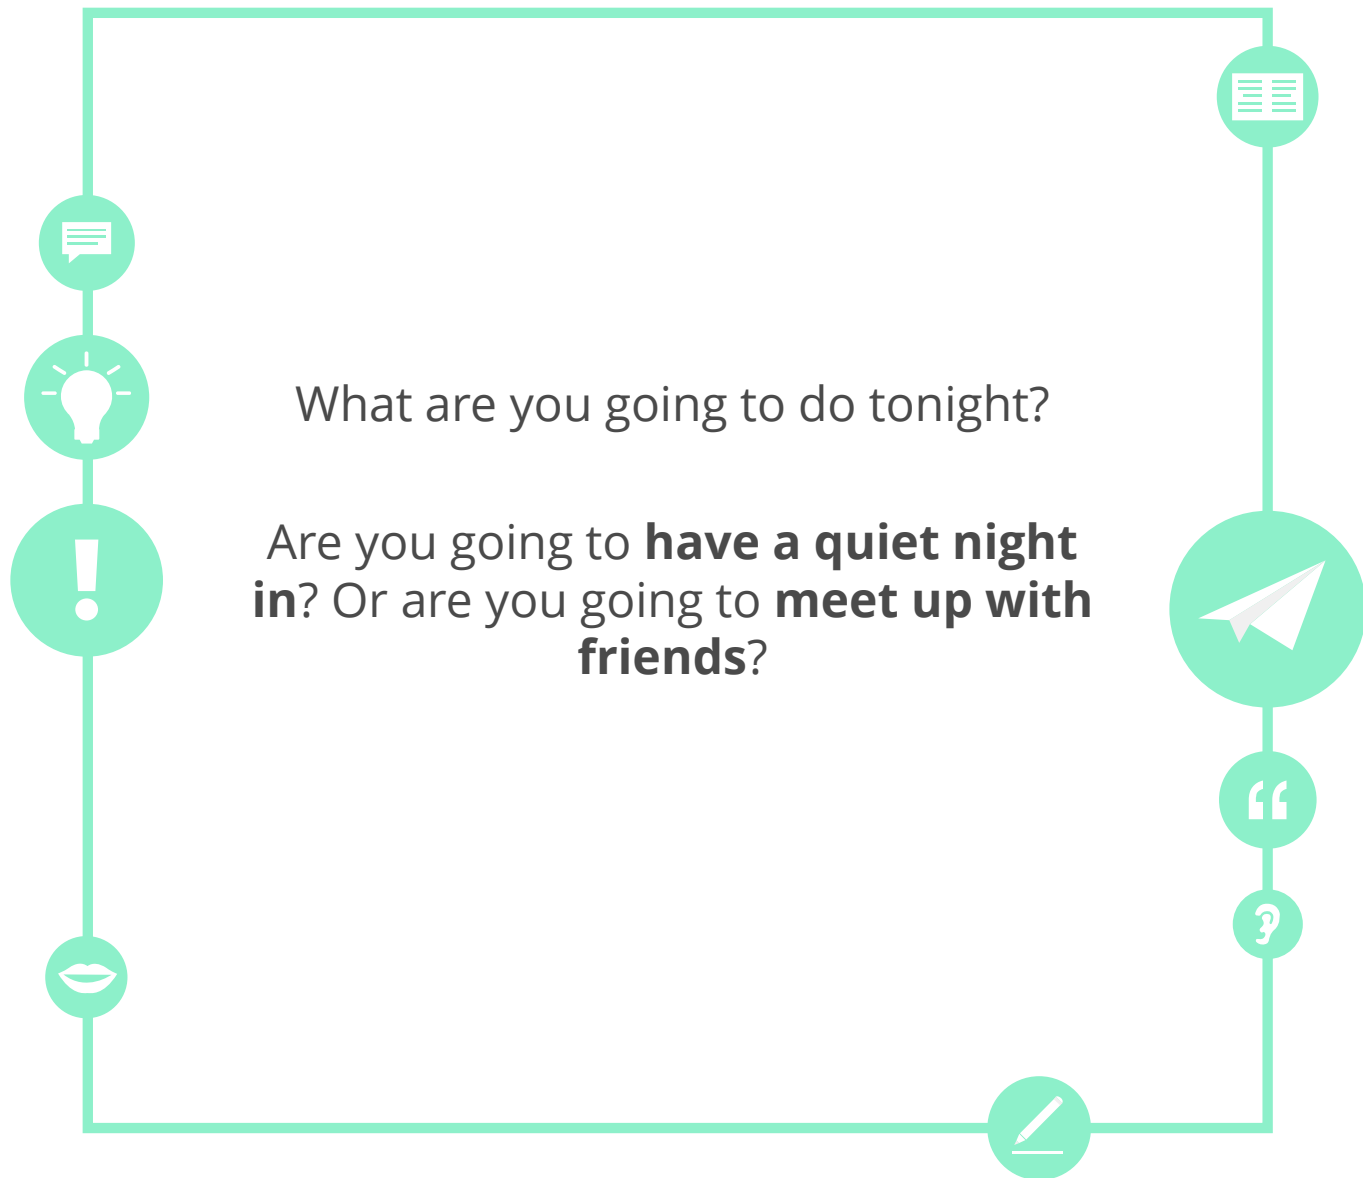 What are you going to do tonight?
Are you going to have a quiet night
in? Or are you going to meet up with
friends?